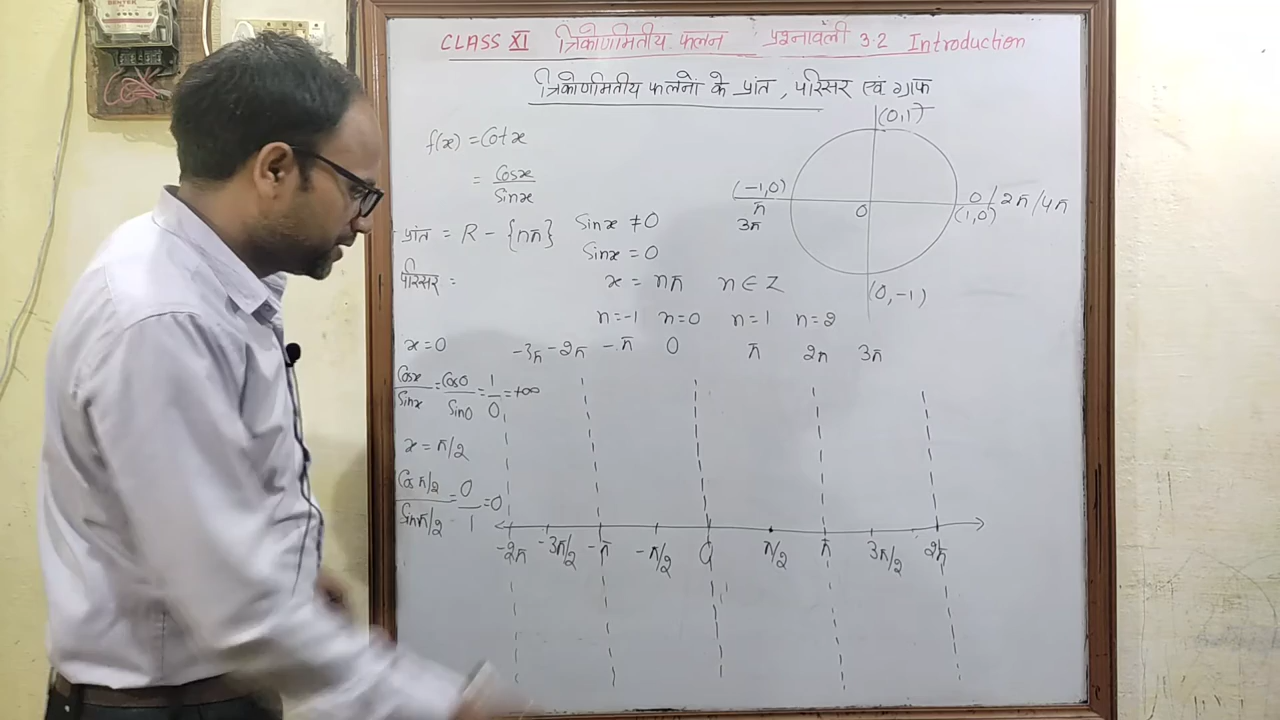 CLASS XI त्रिकोणमितीय फलन प्रश्नावली 3.2 Introduction
त्रिकोणमितीय फलनों के प्रांत, परिसर एवं ग्राफ
f(x) = Cotx
= Cosx / Sinx
प्रांत = R - {nπ} Sinx ≠ 0
Sinx = 0
परिसर =
x = nπ n ∈ Z
n=-1 n=0 n=1 n=2
-3π -2π -π 0 π 2π 3π
x=0
Cosx/Sinx = Cos0/Sin0 = 1/0 = +∞
x = π/2
Cos π/2 / Sin π/2 = 0/1 = 0
-2π -3π/2 -π -π/2 0 π/2 π 3π/2 2π
(0,1)
(-1,0)
π
3π
0
0/2π/4π
(1,0)
(0,-1)